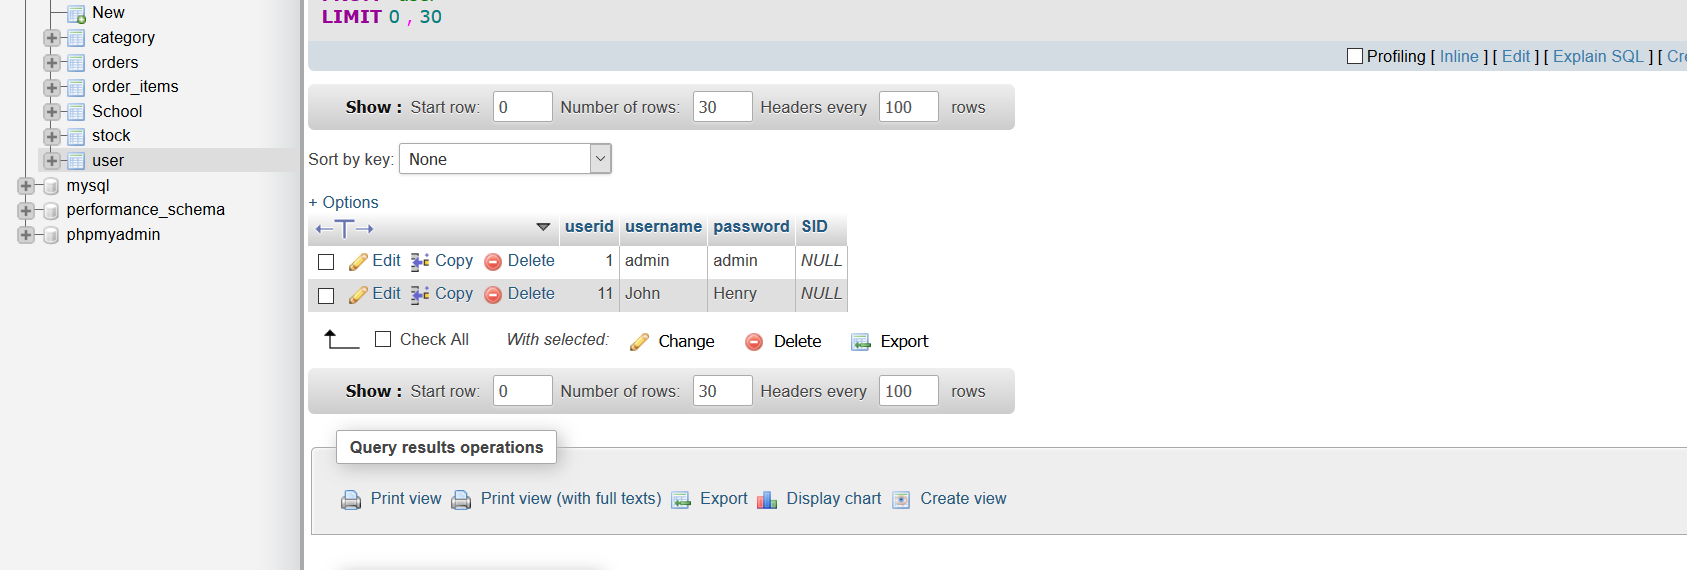 New
category
orders
order_items
School
stock
user
mysql
performance_schema
phpmyadmin
LIMIT 0 , 30
Profiling [ Inline ] [ Edit ] [ Explain SQL ] [
Show : Start row: 0 Number of rows: 30 Headers every 100 rows
Sort by key: None
+ Options
←T→ userid username password SID
Edit Copy Delete 1 admin admin NULL
Edit Copy Delete 11 John Henry NULL
Check All With selected: Change Delete Export
Show : Start row: 0 Number of rows: 30 Headers every 100 rows
Query results operations
Print view Print view (with full texts) Export Display chart Create view